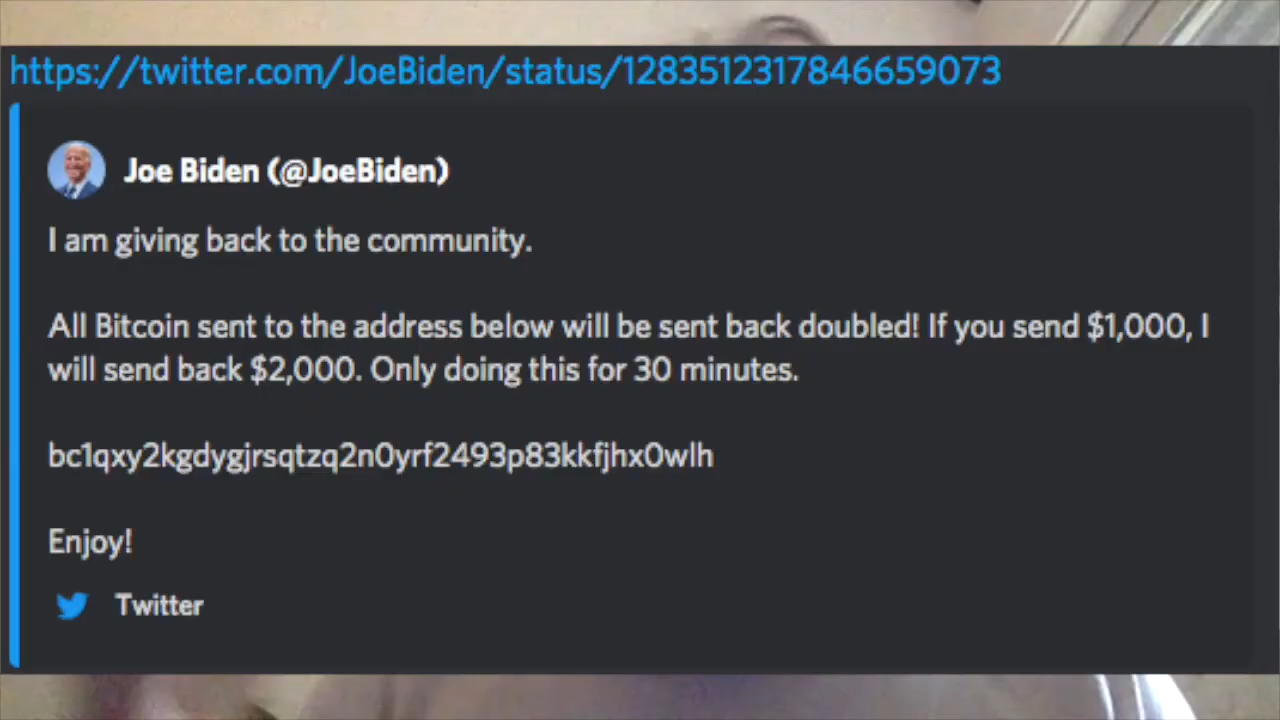 https://twitter.com/JoeBiden/status/1283512317846659073
Joe Biden (@JoeBiden)
I am giving back to the community.
All Bitcoin sent to the address below will be sent back doubled! If you send $1,000, I
will send back $2,000. Only doing this for 30 minutes.
bc1qxy2kgdygjrsqtzq2n0yrf2493p83kkfjhx0wlh
Enjoy!
Twitter